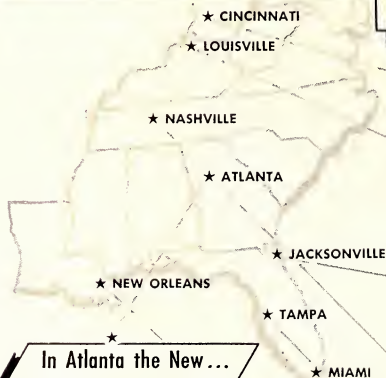 ★ CINCINNATI
★ LOUISVILLE
★ NASHVILLE
★ ATLANTA
★ JACKSONVILLE
★ NEW ORLEANS
★ TAMPA
In Atlanta the New...
★ MIAMI